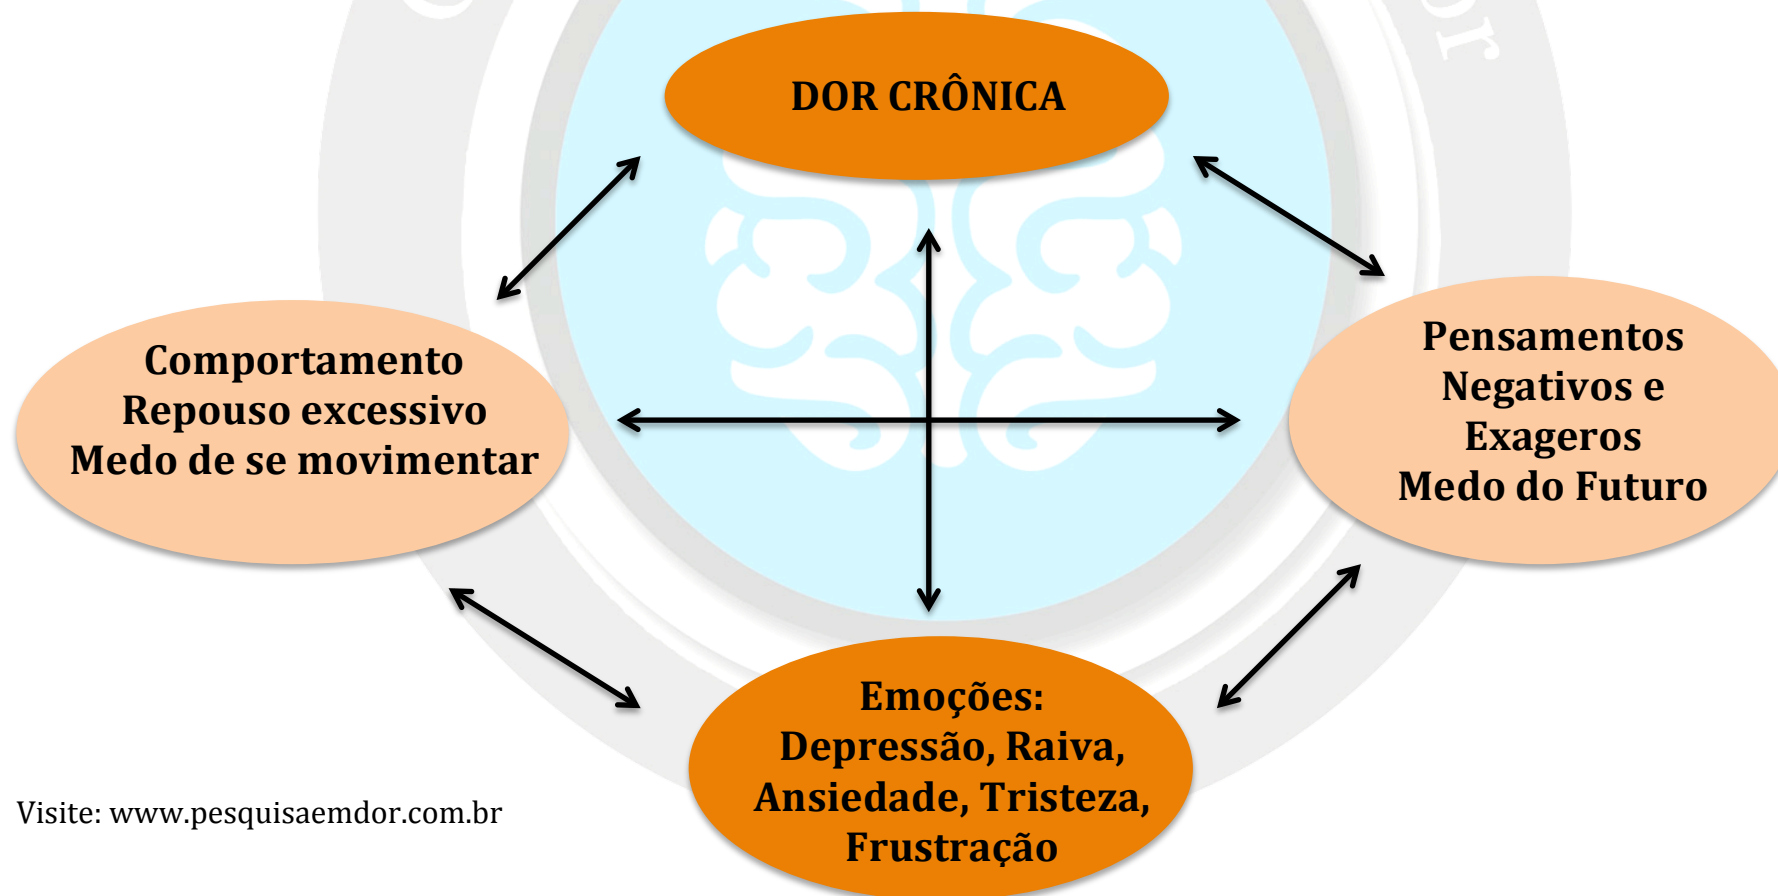 DOR CRÔNICA
Comportamento
Repouso excessivo
Medo de se movimentar
Pensamentos
Negativos e
Exageros
Medo do Futuro
Emoções:
Depressão, Raiva,
Ansiedade, Tristeza,
Frustração
Visite: www.pesquisaemdor.com.br